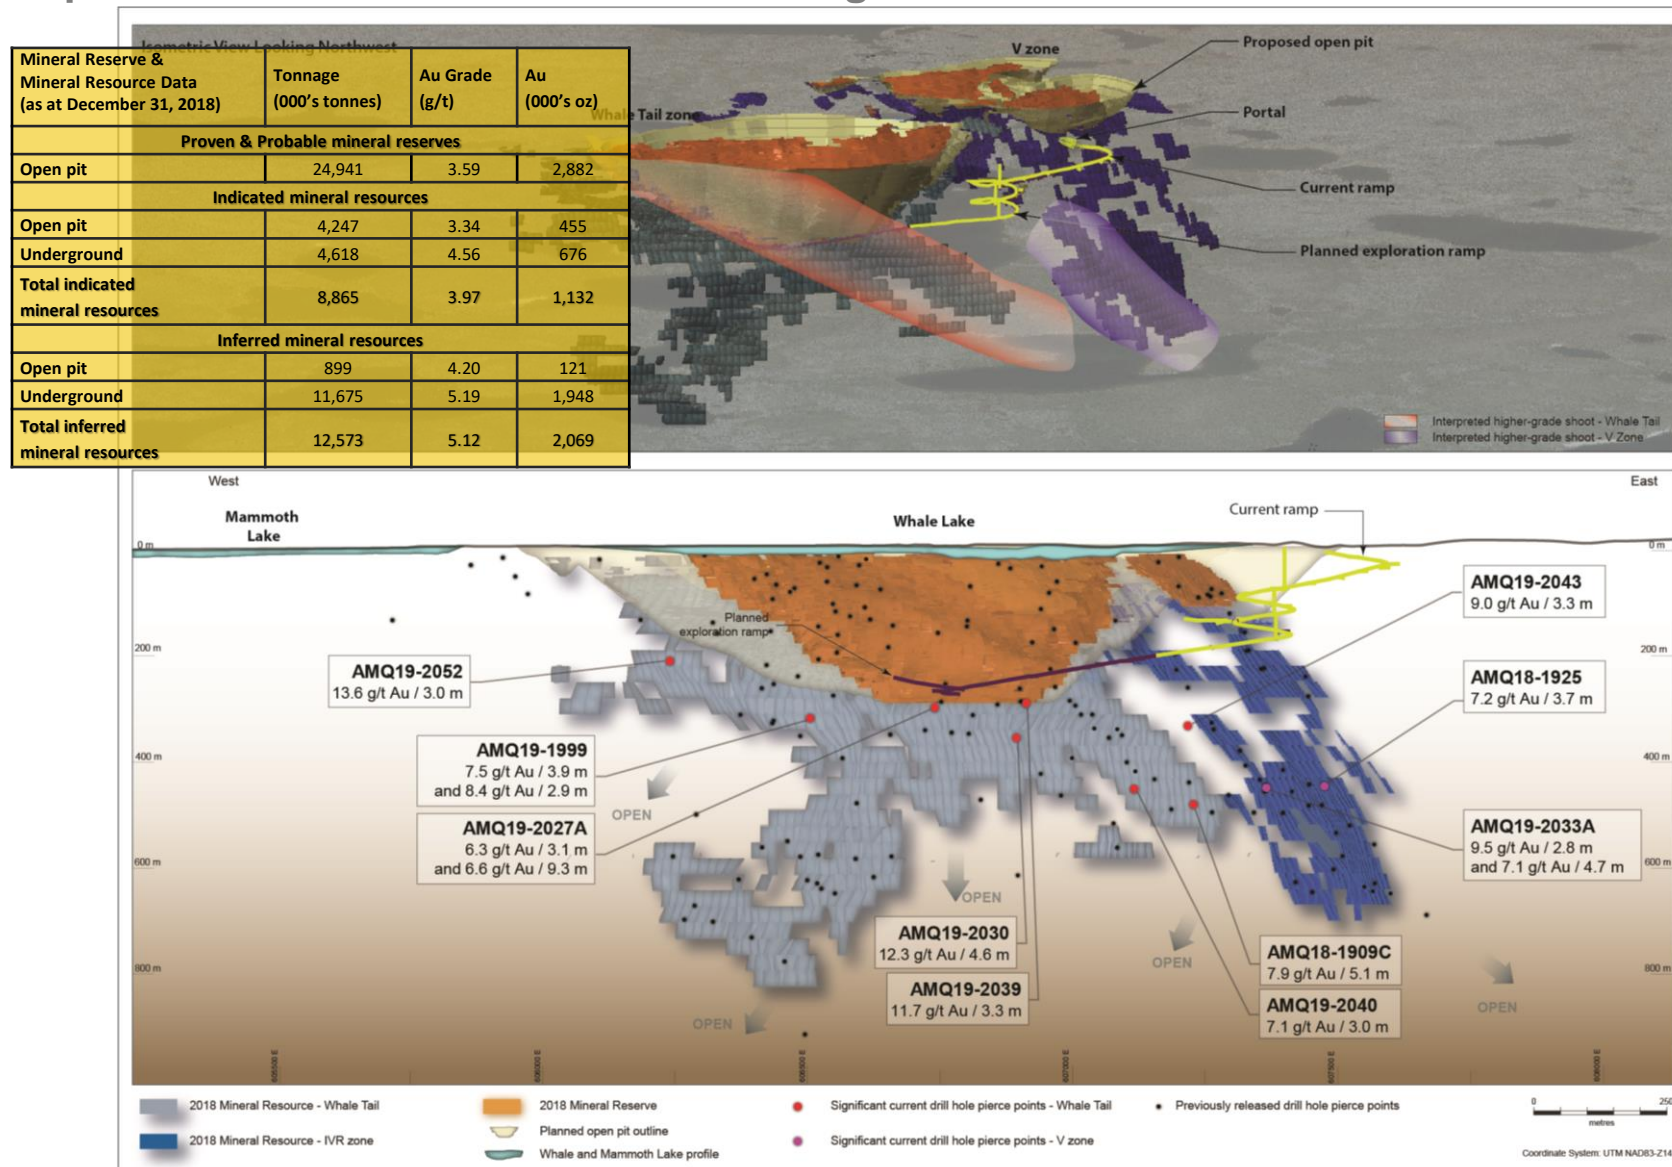 Isometric View Looking Northwest
Mineral Reserve &
Mineral Resource Data
(as at December 31, 2018)
Tonnage
(000's tonnes)
Au Grade
(g/t)
Au
(000's oz)
Proven & Probable mineral reserves
Open pit 24,941 3.59 2,882
Indicated mineral resources
Open pit 4,247 3.34 455
Underground 4,618 4.56 676
Total indicated
mineral resources 8,865 3.97 1,132
Inferred mineral resources
Open pit 899 4.20 121
Underground 11,675 5.19 1,948
Total inferred
mineral resources 12,573 5.12 2,069
V zone
Whale Tail zone
Proposed open pit
Portal
Current ramp
Planned exploration ramp
Interpreted higher-grade shoot - Whale Tail
Interpreted higher-grade shoot - V Zone
West
East
Mammoth
Lake
Whale Lake
Current ramp
0 m
0 m
200 m
200 m
400 m
400 m
600 m
600 m
800 m
800 m
Planned
exploration ramp
AMQ19-2052
13.6 g/t Au / 3.0 m
AMQ19-1999
7.5 g/t Au / 3.9 m
and 8.4 g/t Au / 2.9 m
AMQ19-2027A
6.3 g/t Au / 3.1 m
and 6.6 g/t Au / 9.3 m
AMQ19-2030
12.3 g/t Au / 4.6 m
AMQ19-2039
11.7 g/t Au / 3.3 m
AMQ19-2043
9.0 g/t Au / 3.3 m
AMQ18-1925
7.2 g/t Au / 3.7 m
AMQ19-2033A
9.5 g/t Au / 2.8 m
and 7.1 g/t Au / 4.7 m
AMQ18-1909C
7.9 g/t Au / 5.1 m
AMQ19-2040
7.1 g/t Au / 3.0 m
OPEN
OPEN
OPEN
OPEN
OPEN
605500 E
606000 E
606500 E
607000 E
607500 E
608000 E
2018 Mineral Resource - Whale Tail
2018 Mineral Resource - IVR zone
2018 Mineral Reserve
Planned open pit outline
Whale and Mammoth Lake profile
Significant current drill hole pierce points - Whale Tail
Significant current drill hole pierce points - V zone
Previously released drill hole pierce points
0 250
metres
Coordinate System: UTM NAD83-Z14